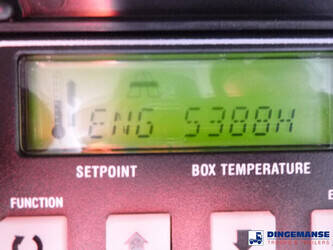 ENG 5388H
SETPOINT BOX TEMPERATURE
FUNCTION
DINGEMANSE